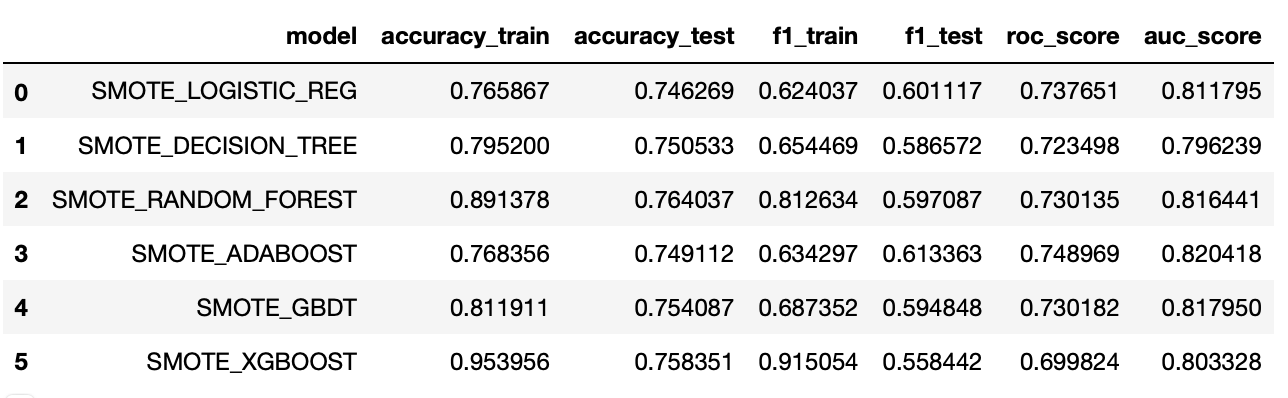 model accuracy_train accuracy_test f1_train f1_test roc_score auc_score
0 SMOTE_LOGISTIC_REG 0.765867 0.746269 0.624037 0.601117 0.737651 0.811795
1 SMOTE_DECISION_TREE 0.795200 0.750533 0.654469 0.586572 0.723498 0.796239
2 SMOTE_RANDOM_FOREST 0.891378 0.764037 0.812634 0.597087 0.730135 0.816441
3 SMOTE_ADABOOST 0.768356 0.749112 0.634297 0.613363 0.748969 0.820418
4 SMOTE_GBDT 0.811911 0.754087 0.687352 0.594848 0.730182 0.817950
5 SMOTE_XGBOOST 0.953956 0.758351 0.915054 0.558442 0.699824 0.803328